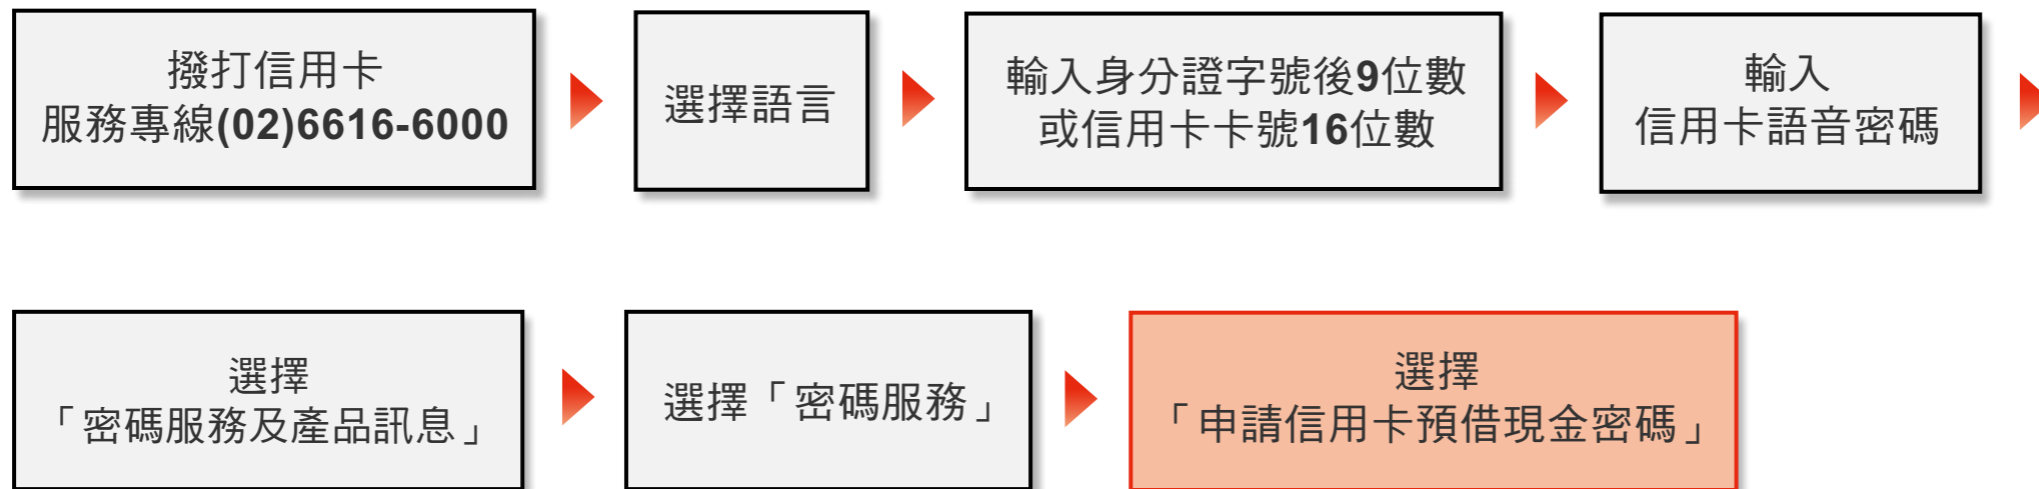 撥打信用卡
服務專線(02)6616-6000
選擇語言
輸入身分證字號後9位數
或信用卡卡號16位數
輸入
信用卡語音密碼
選擇
「密碼服務及產品訊息」
選擇「密碼服務」
選擇
「申請信用卡預借現金密碼」